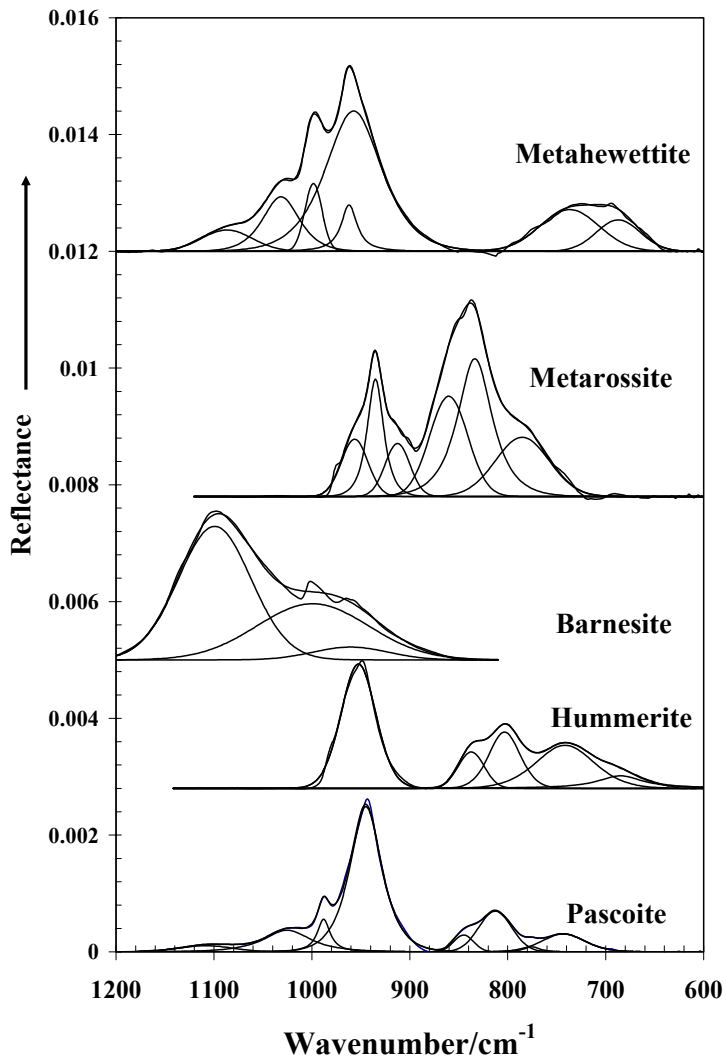 0.016
0.014
Metahewettite
0.012
0.01
Metarossite
0.008
Reflectance
0.006
Barnesite
Hummerite
0.004
0.002
Pascoite
0
1200 1100 1000 900 800 700 600
Wavenumber/cm⁻¹